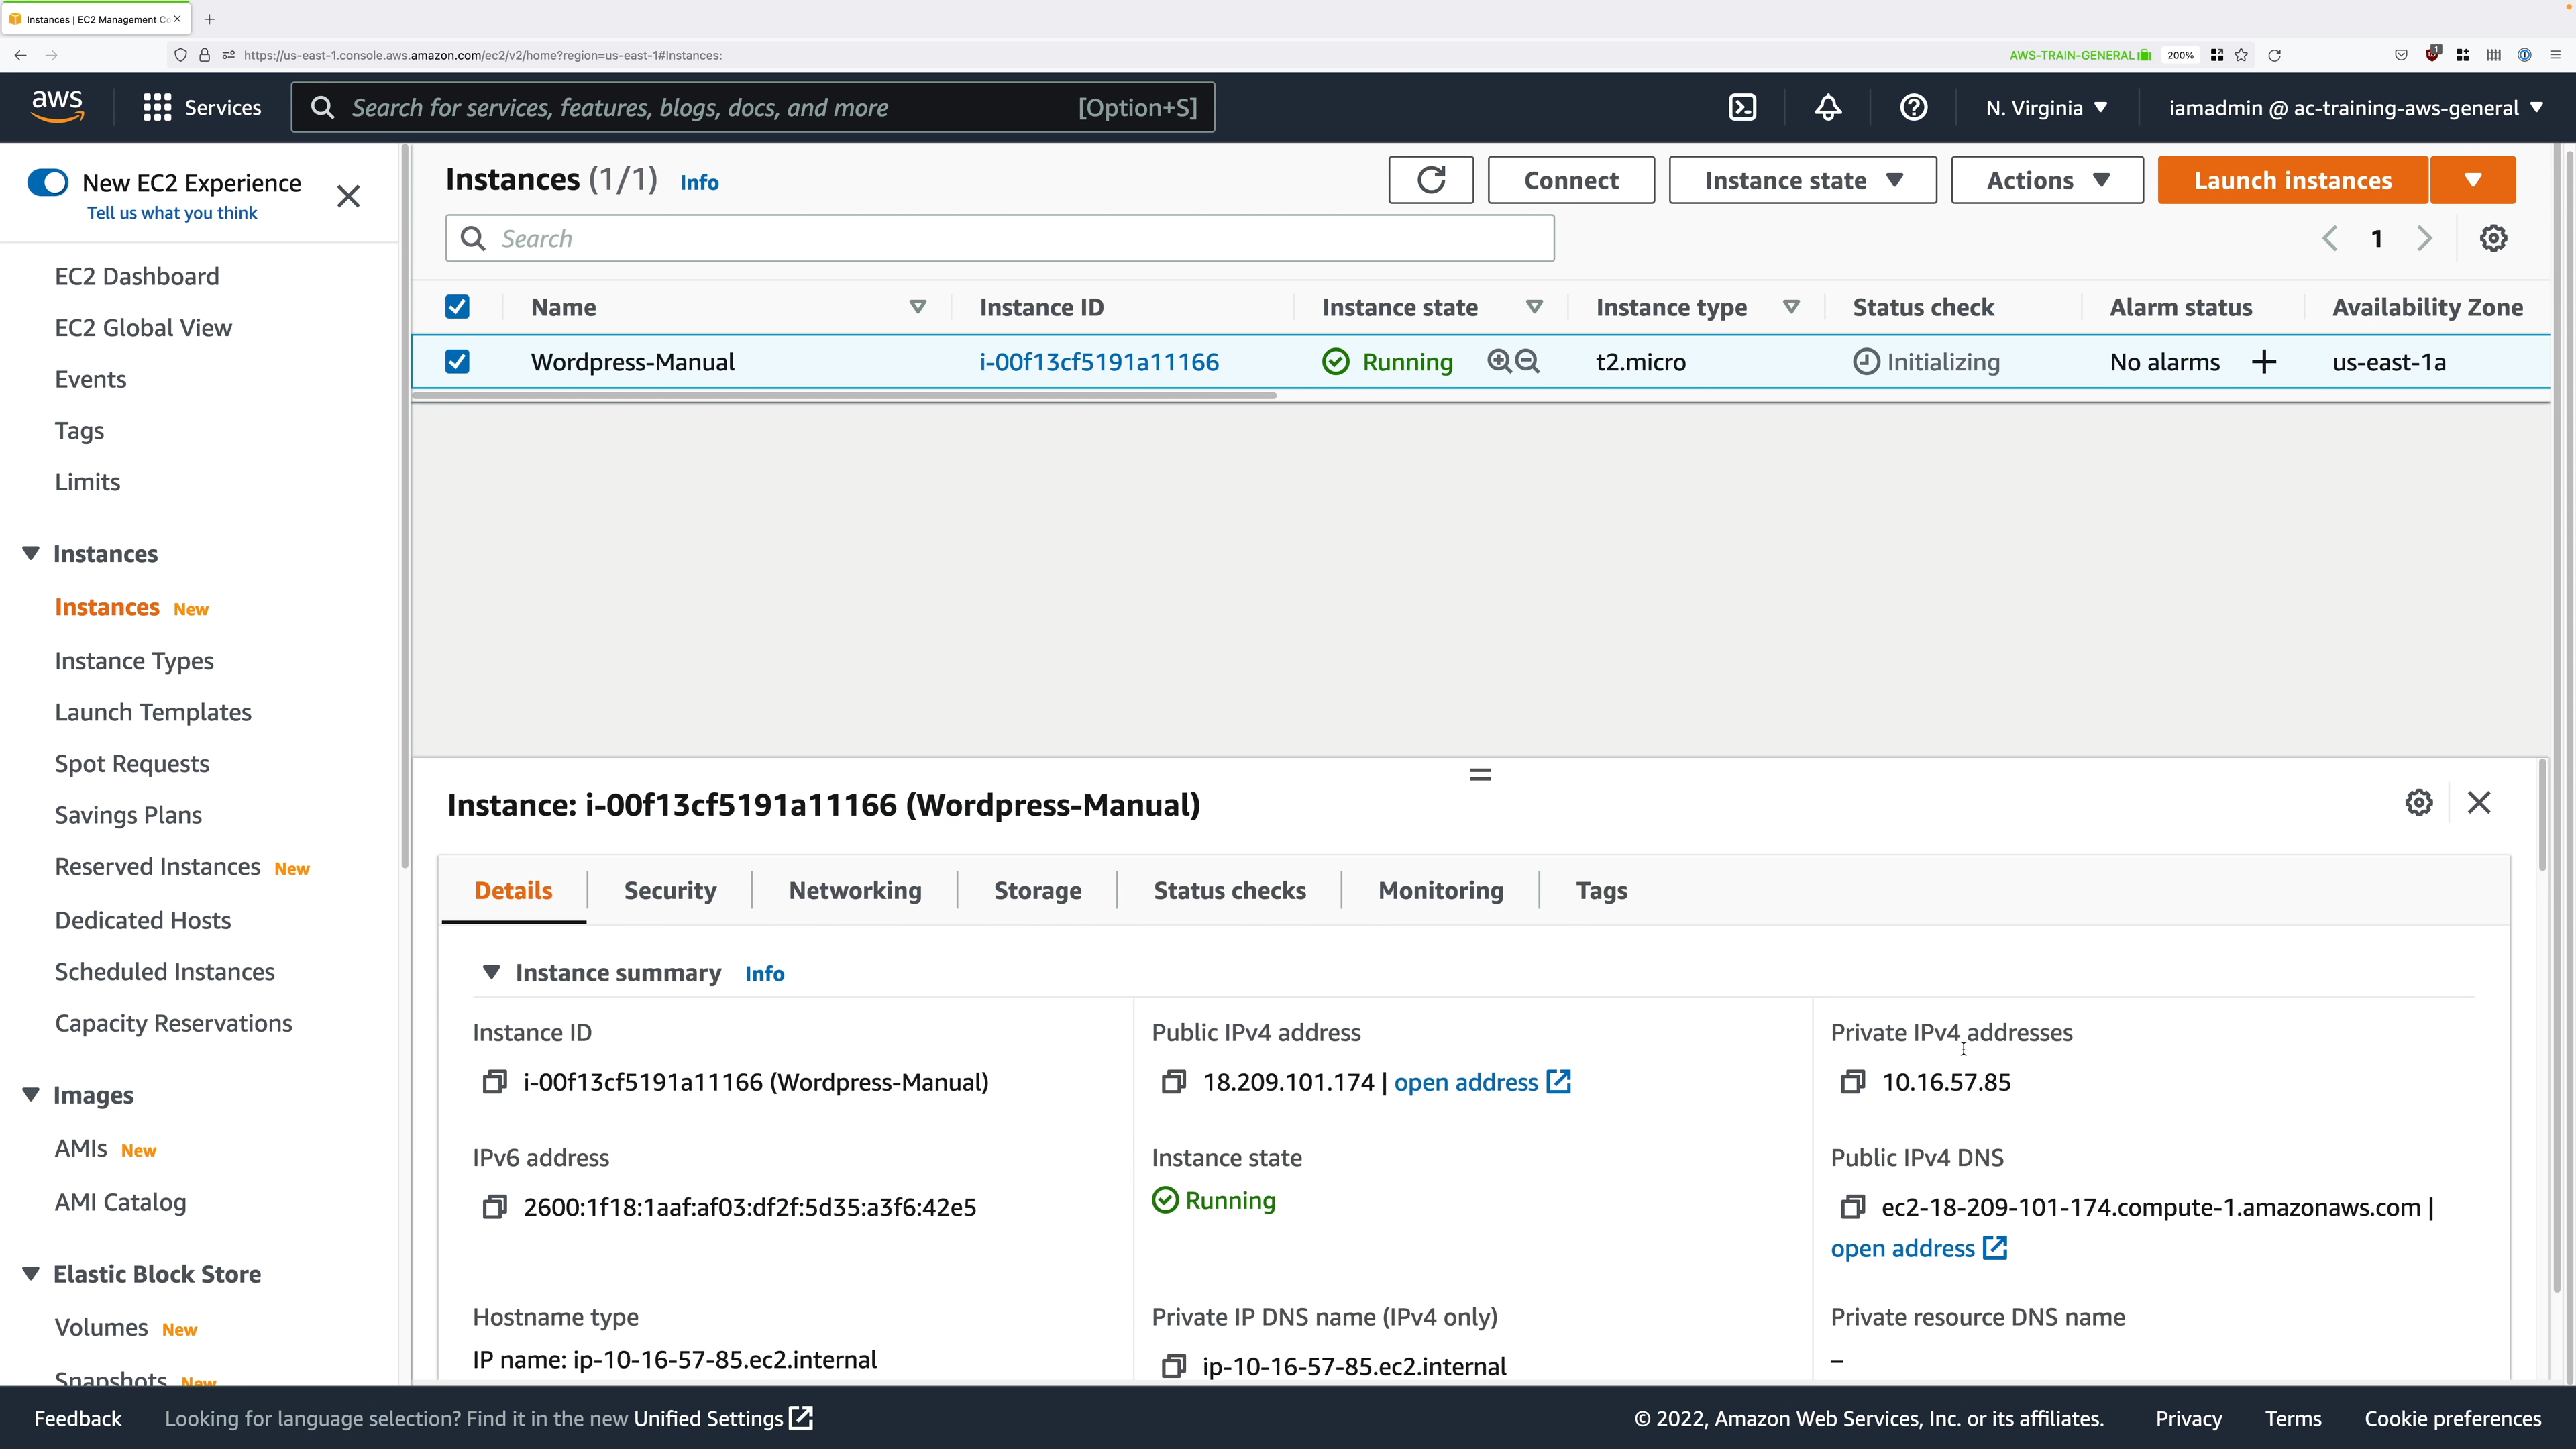 Instances | EC2 Management Co
https://us-east-1.console.aws.amazon.com/ec2/v2/home?region=us-east-1#Instances:
AWS-TRAIN-GENERAL
200%
1
aws
Services
Search for services, features, blogs, docs, and more
[Option+S]
N. Virginia
iamadmin @ ac-training-aws-general
New EC2 Experience
Tell us what you think
EC2 Dashboard
EC2 Global View
Events
Tags
Limits
Instances
Instances New
Instance Types
Launch Templates
Spot Requests
Savings Plans
Reserved Instances New
Dedicated Hosts
Scheduled Instances
Capacity Reservations
Images
AMIs New
AMI Catalog
Elastic Block Store
Volumes New
Snapshots New
Instances (1/1) Info
Connect
Instance state
Actions
Launch instances
Search
1
Name Instance ID Instance state Instance type Status check Alarm status Availability Zone
Wordpress-Manual i-00f13cf5191a11166 Running t2.micro Initializing No alarms + us-east-1a
Instance: i-00f13cf5191a11166 (Wordpress-Manual)
Details Security Networking Storage Status checks Monitoring Tags
Instance summary Info
Instance ID
i-00f13cf5191a11166 (Wordpress-Manual)
Public IPv4 address
18.209.101.174 | open address
Private IPv4 addresses
10.16.57.85
IPv6 address
2600:1f18:1aaf:af03:df2f:5d35:a3f6:42e5
Instance state
Running
Public IPv4 DNS
ec2-18-209-101-174.compute-1.amazonaws.com |
open address
Hostname type
IP name: ip-10-16-57-85.ec2.internal
Private IP DNS name (IPv4 only)
ip-10-16-57-85.ec2.internal
Private resource DNS name
–
Feedback
Looking for language selection? Find it in the new Unified Settings
© 2022, Amazon Web Services, Inc. or its affiliates.
Privacy
Terms
Cookie preferences